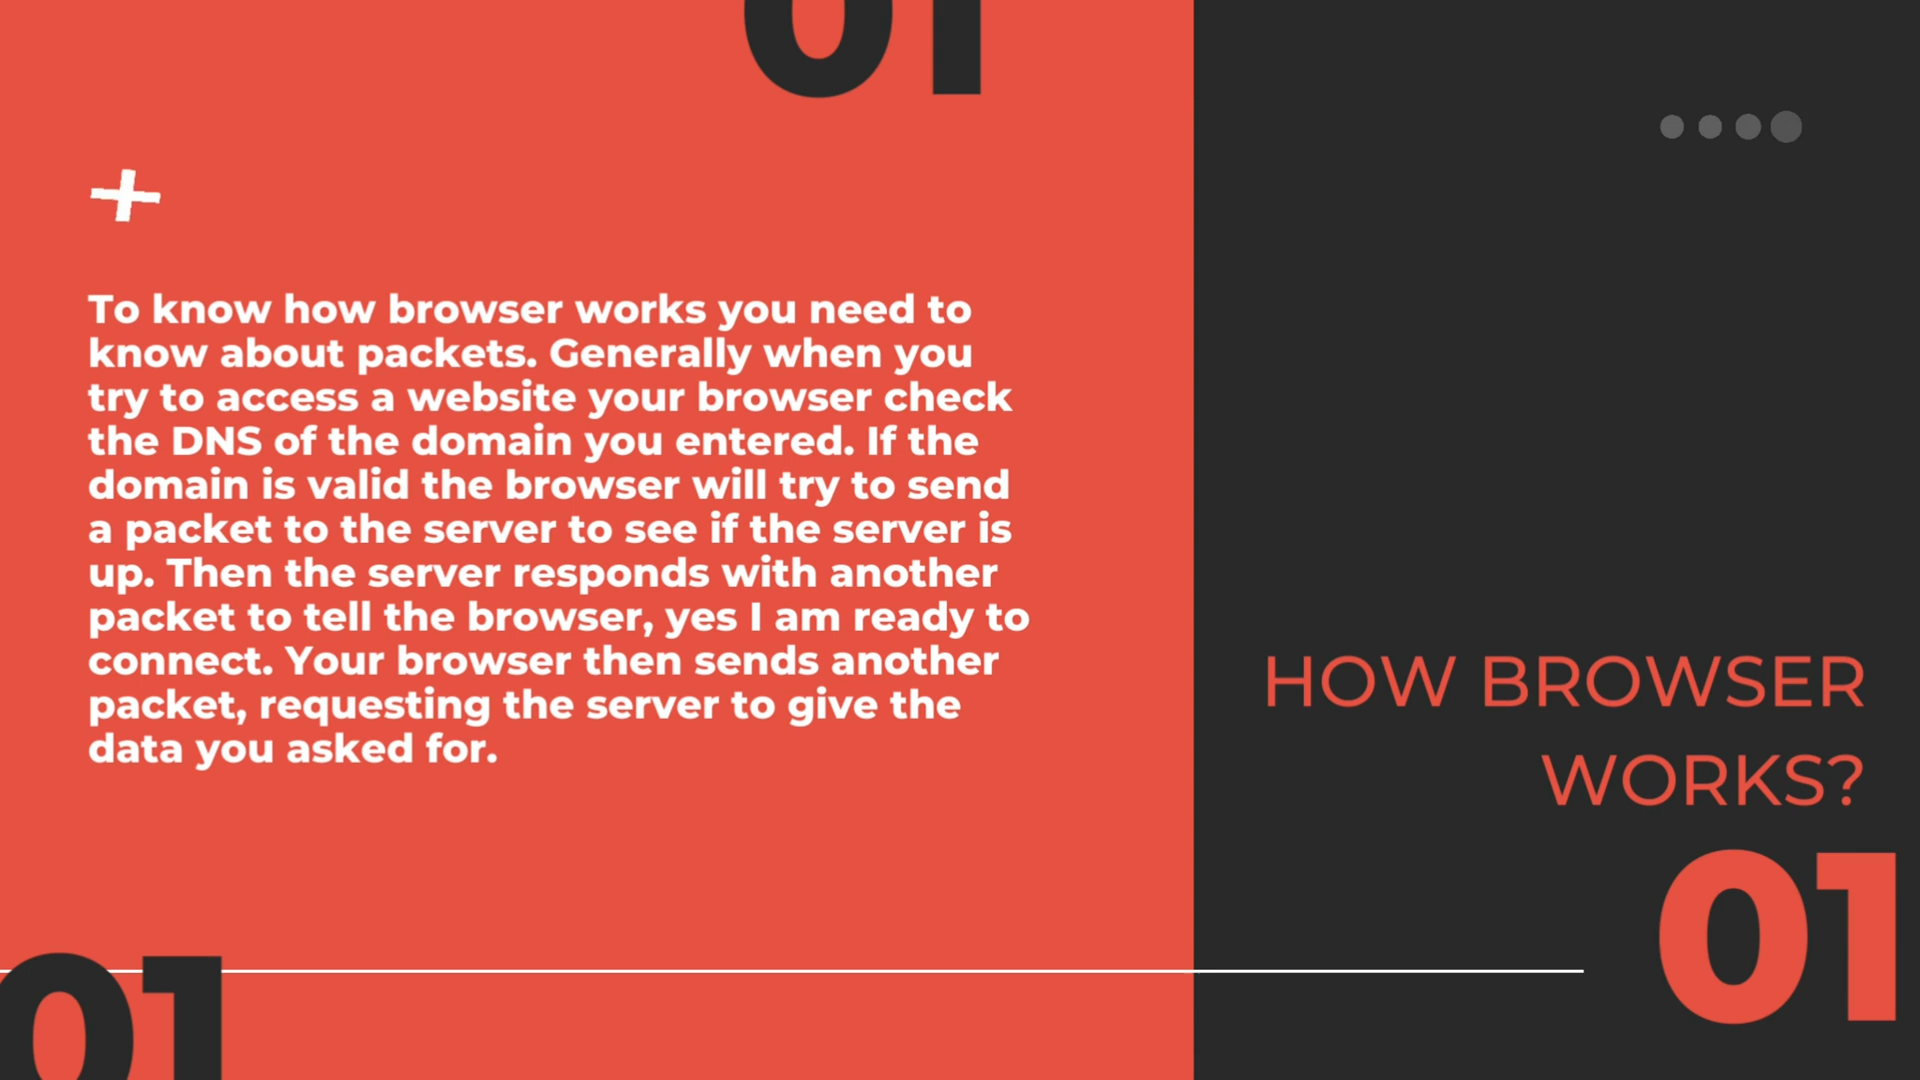 01
To know how browser works you need to
know about packets. Generally when you
try to access a website your browser check
the DNS of the domain you entered. If the
domain is valid the browser will try to send
a packet to the server to see if the server is
up. Then the server responds with another
packet to tell the browser, yes I am ready to
connect. Your browser then sends another
packet, requesting the server to give the
data you asked for.
HOW BROWSER
WORKS?
01
01